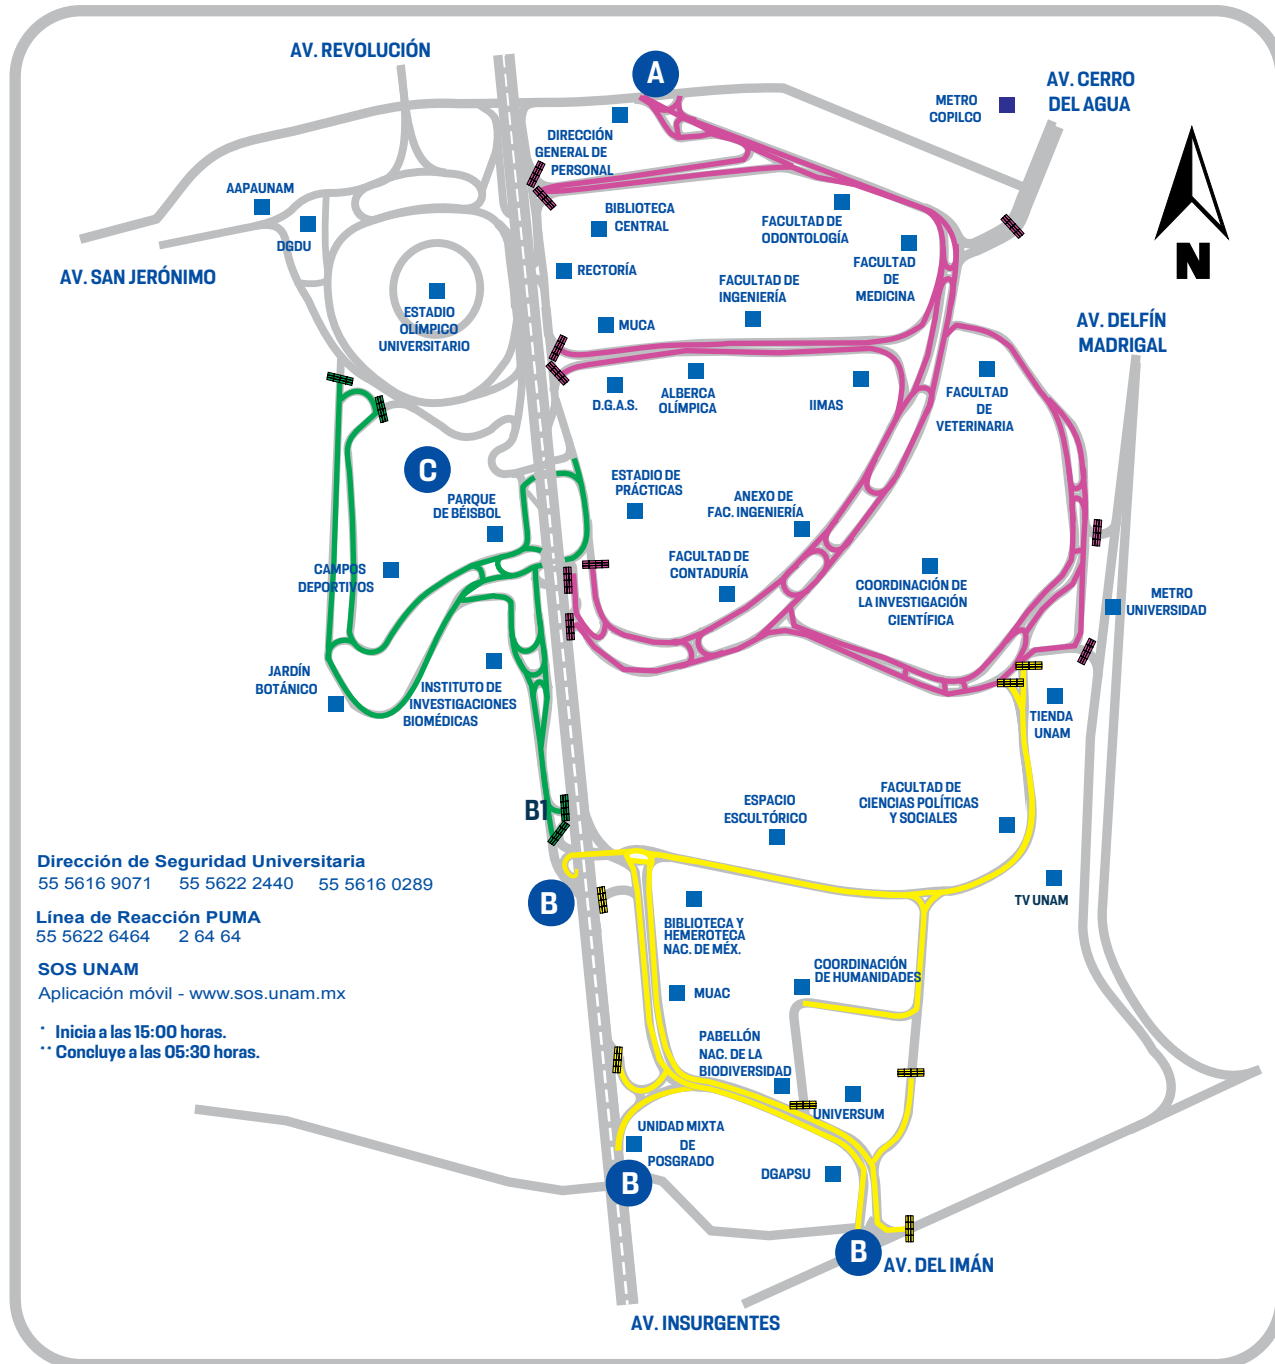 AV. REVOLUCIÓN
A
AV. CERRO
DEL AGUA
METRO
COPILCO
DIRECCIÓN
GENERAL DE
PERSONAL
AAPAUNAM
DGDU
BIBLIOTECA
CENTRAL
FACULTAD DE
ODONTOLOGÍA
FACULTAD
DE
MEDICINA
N
AV. SAN JERÓNIMO
RECTORÍA
FACULTAD DE
INGENIERÍA
ESTADIO
OLÍMPICO
UNIVERSITARIO
MUCA
AV. DELFÍN
MADRIGAL
D.G.A.S.
ALBERCA
OLÍMPICA
IIMAS
FACULTAD
DE
VETERINARIA
C
PARQUE
DE BÉISBOL
ESTADIO DE
PRÁCTICAS
ANEXO DE
FAC. INGENIERÍA
CAMPOS
DEPORTIVOS
FACULTAD DE
CONTADURÍA
COORDINACIÓN DE
LA INVESTIGACIÓN
CIENTÍFICA
METRO
UNIVERSIDAD
JARDÍN
BOTÁNICO
INSTITUTO DE
INVESTIGACIONES
BIOMÉDICAS
TIENDA
UNAM
B1
ESPACIO
ESCULTÓRICO
FACULTAD DE
CIENCIAS POLÍTICAS
Y SOCIALES
Dirección de Seguridad Universitaria
55 5616 9071 55 5622 2440 55 5616 0289
Línea de Reacción PUMA
55 5622 6464 2 64 64
SOS UNAM
Aplicación móvil - www.sos.unam.mx
* Inicia a las 15:00 horas.
** Concluye a las 05:30 horas.
B
TV UNAM
BIBLIOTECA Y
HEMEROTECA
NAC. DE MÉX.
COORDINACIÓN
DE HUMANIDADES
MUAC
PABELLÓN
NAC. DE LA
BIODIVERSIDAD
UNIVERSUM
UNIDAD MIXTA
DE
POSGRADO
B
DGAPSU
B
AV. DEL IMÁN
AV. INSURGENTES